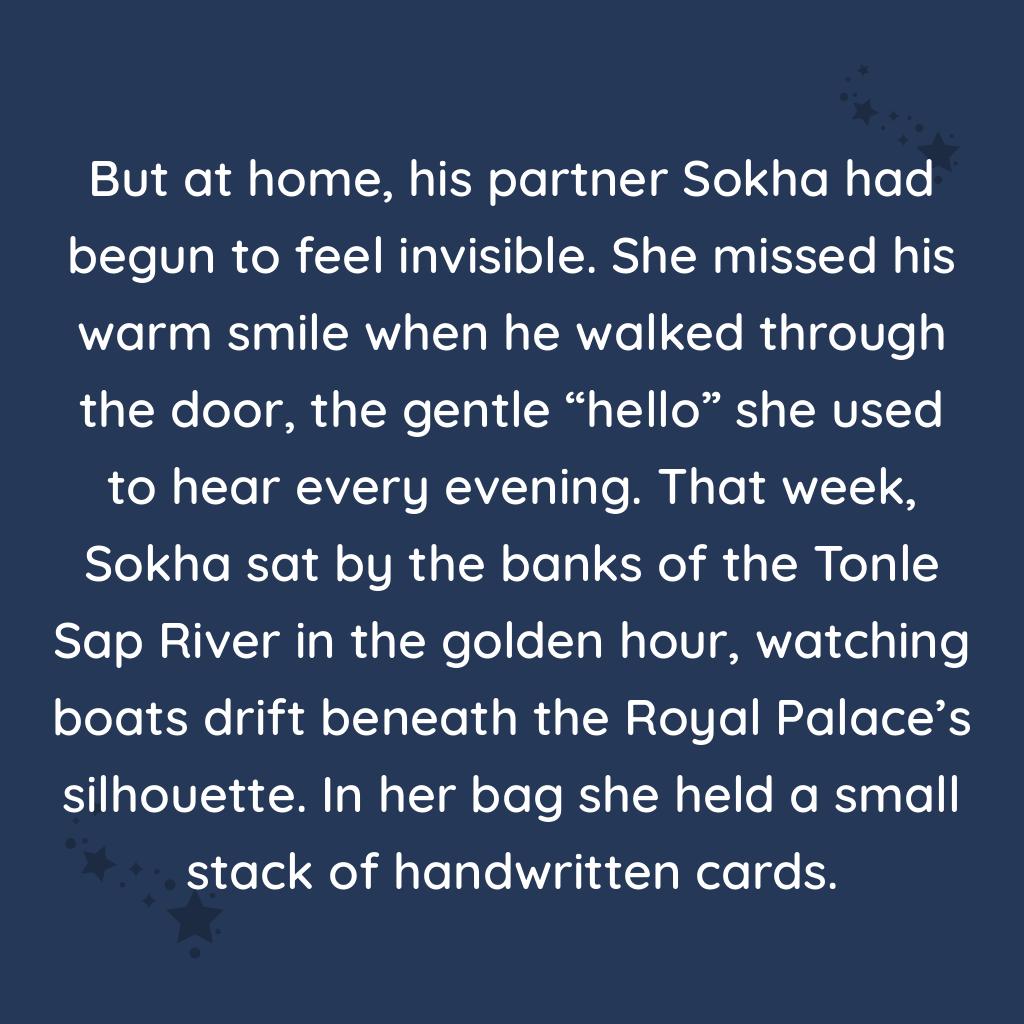 But at home, his partner Sokha had
begun to feel invisible. She missed his
warm smile when he walked through
the door, the gentle “hello” she used
to hear every evening. That week,
Sokha sat by the banks of the Tonle
Sap River in the golden hour, watching
boats drift beneath the Royal Palace’s
silhouette. In her bag she held a small
stack of handwritten cards.